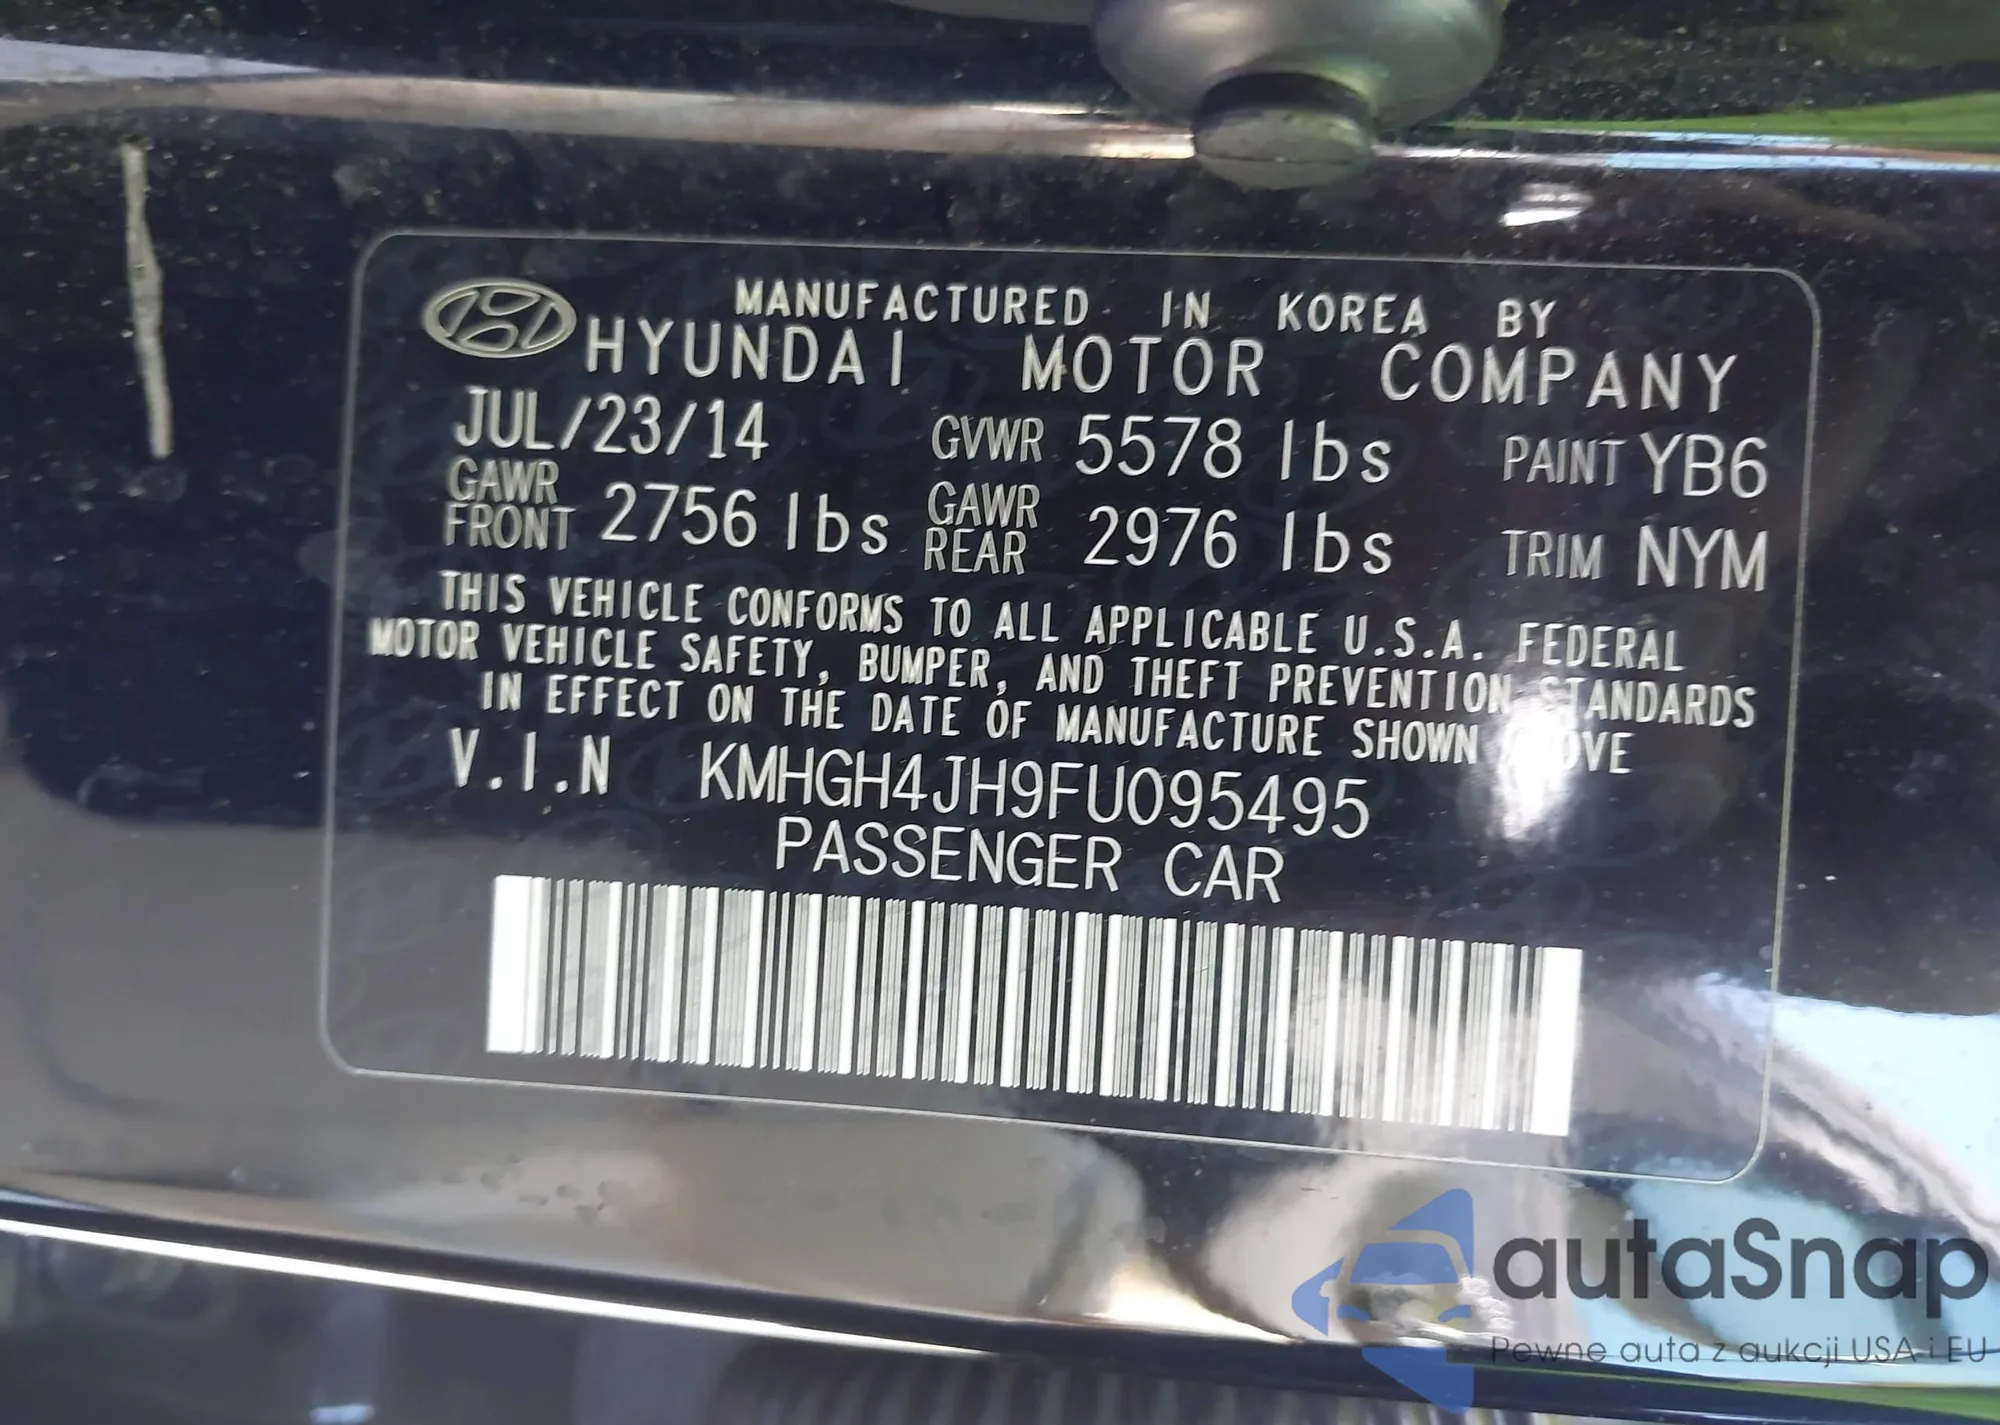 MANUFACTURED IN KOREA BY
HYUNDAI MOTOR COMPANY
JUL/23/14 GVWR 5578 lbs PAINT YB6
GAWR FRONT 2756 lbs GAWR REAR 2976 lbs TRIM NYM
THIS VEHICLE CONFORMS TO ALL APPLICABLE U.S.A. FEDERAL
MOTOR VEHICLE SAFETY, BUMPER, AND THEFT PREVENTION STANDARDS
IN EFFECT ON THE DATE OF MANUFACTURE SHOWN ABOVE
V.I.N KMHGH4JH9FU095495
PASSENGER CAR
autaSnap
Pewne auta z aukcji USA i EU